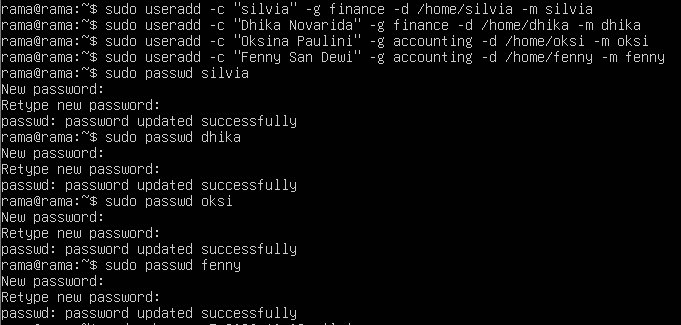 rama@rama:~$ sudo useradd -c "silvia" -g finance -d /home/silvia -m silvia
rama@rama:~$ sudo useradd -c "Dhika Novarida" -g finance -d /home/dhika -m dhika
rama@rama:~$ sudo useradd -c "Oksina Paulini" -g accounting -d /home/oksi -m oksi
rama@rama:~$ sudo useradd -c "Fenny San Dewi" -g accounting -d /home/fenny -m fenny
rama@rama:~$ sudo passwd silvia
New password:
Retype new password:
passwd: password updated successfully
rama@rama:~$ sudo passwd dhika
New password:
Retype new password:
passwd: password updated successfully
rama@rama:~$ sudo passwd oksi
New password:
Retype new password:
passwd: password updated successfully
rama@rama:~$ sudo passwd fenny
New password:
Retype new password:
passwd: password updated successfully